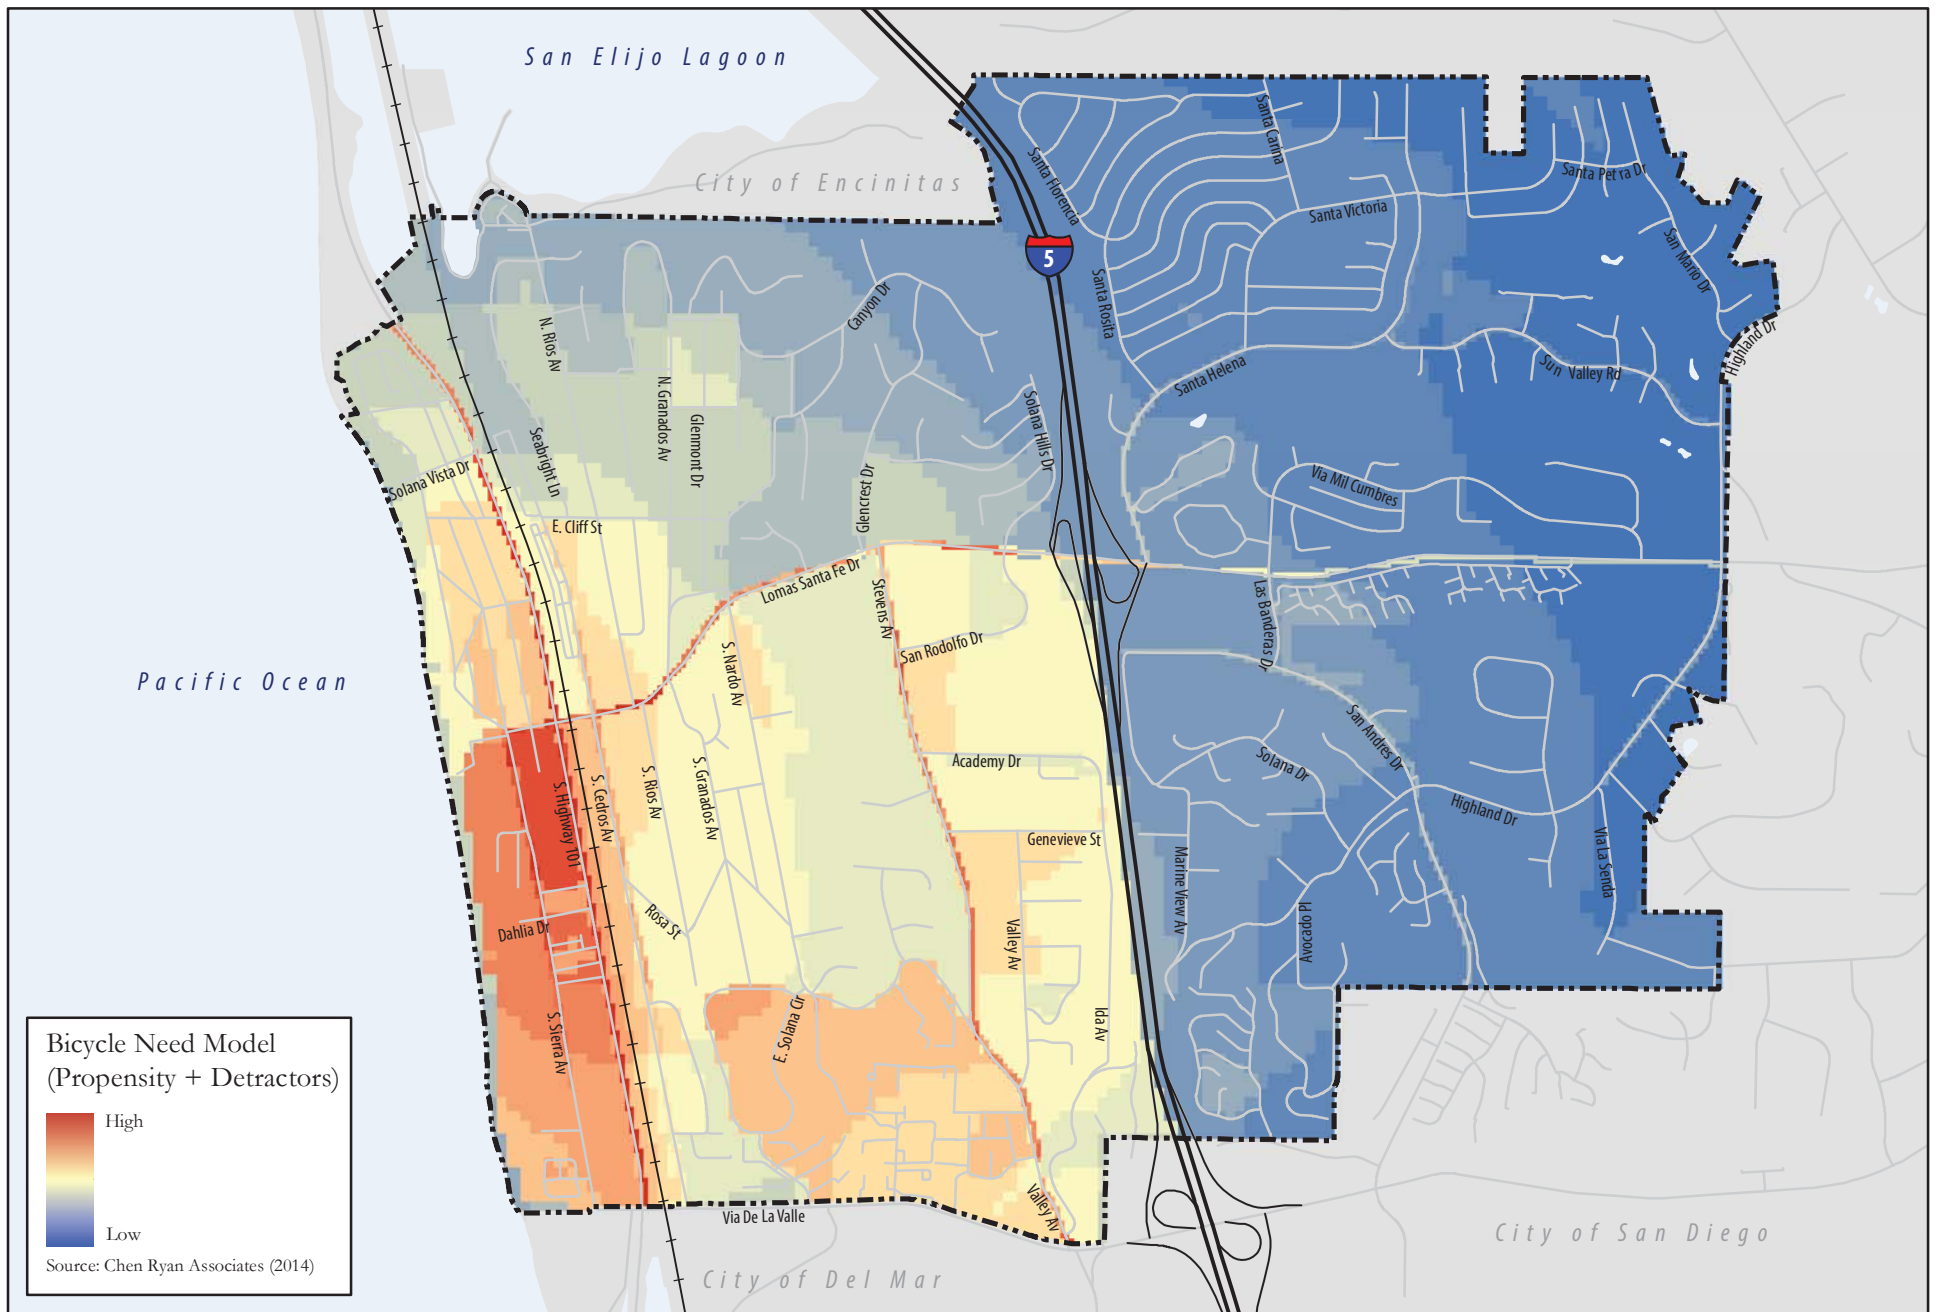 San Elijo Lagoon
City of Encinitas
Santa Carina
Santa Florencia
Santa Petra Dr
Santa Victoria
San Mario Dr
5
Santa Rosita
Canyon Dr
N. Rios Av
Highland Dr
Sun Valley Rd
Santa Helena
N. Granados Av
Glenmont Dr
Solana Hills Dr
Seabright Ln
Solana Vista Dr
Glencrest Dr
Via Mil Cumbres
E. Cliff St
Lomas Santa Fe Dr
Stevens Av
Las Banderas Dr
San Rodolfo Dr
S. Nardo Av
Pacific Ocean
San Andres Dr
Academy Dr
Solana Dr
S. Highway 101
S. Cedros Av
S. Rios Av
S. Granados Av
Highland Dr
Genevieve St
Marine View Av
Via La Senda
Rosa St
Dahlia Dr
Valley Av
Avocado Pl
Ida Av
E. Solana Cir
S. Sierra Av
Valley Av
Via De La Valle
City of San Diego
City of Del Mar
Bicycle Need Model
(Propensity + Detractors)
High
Low
Source: Chen Ryan Associates (2014)